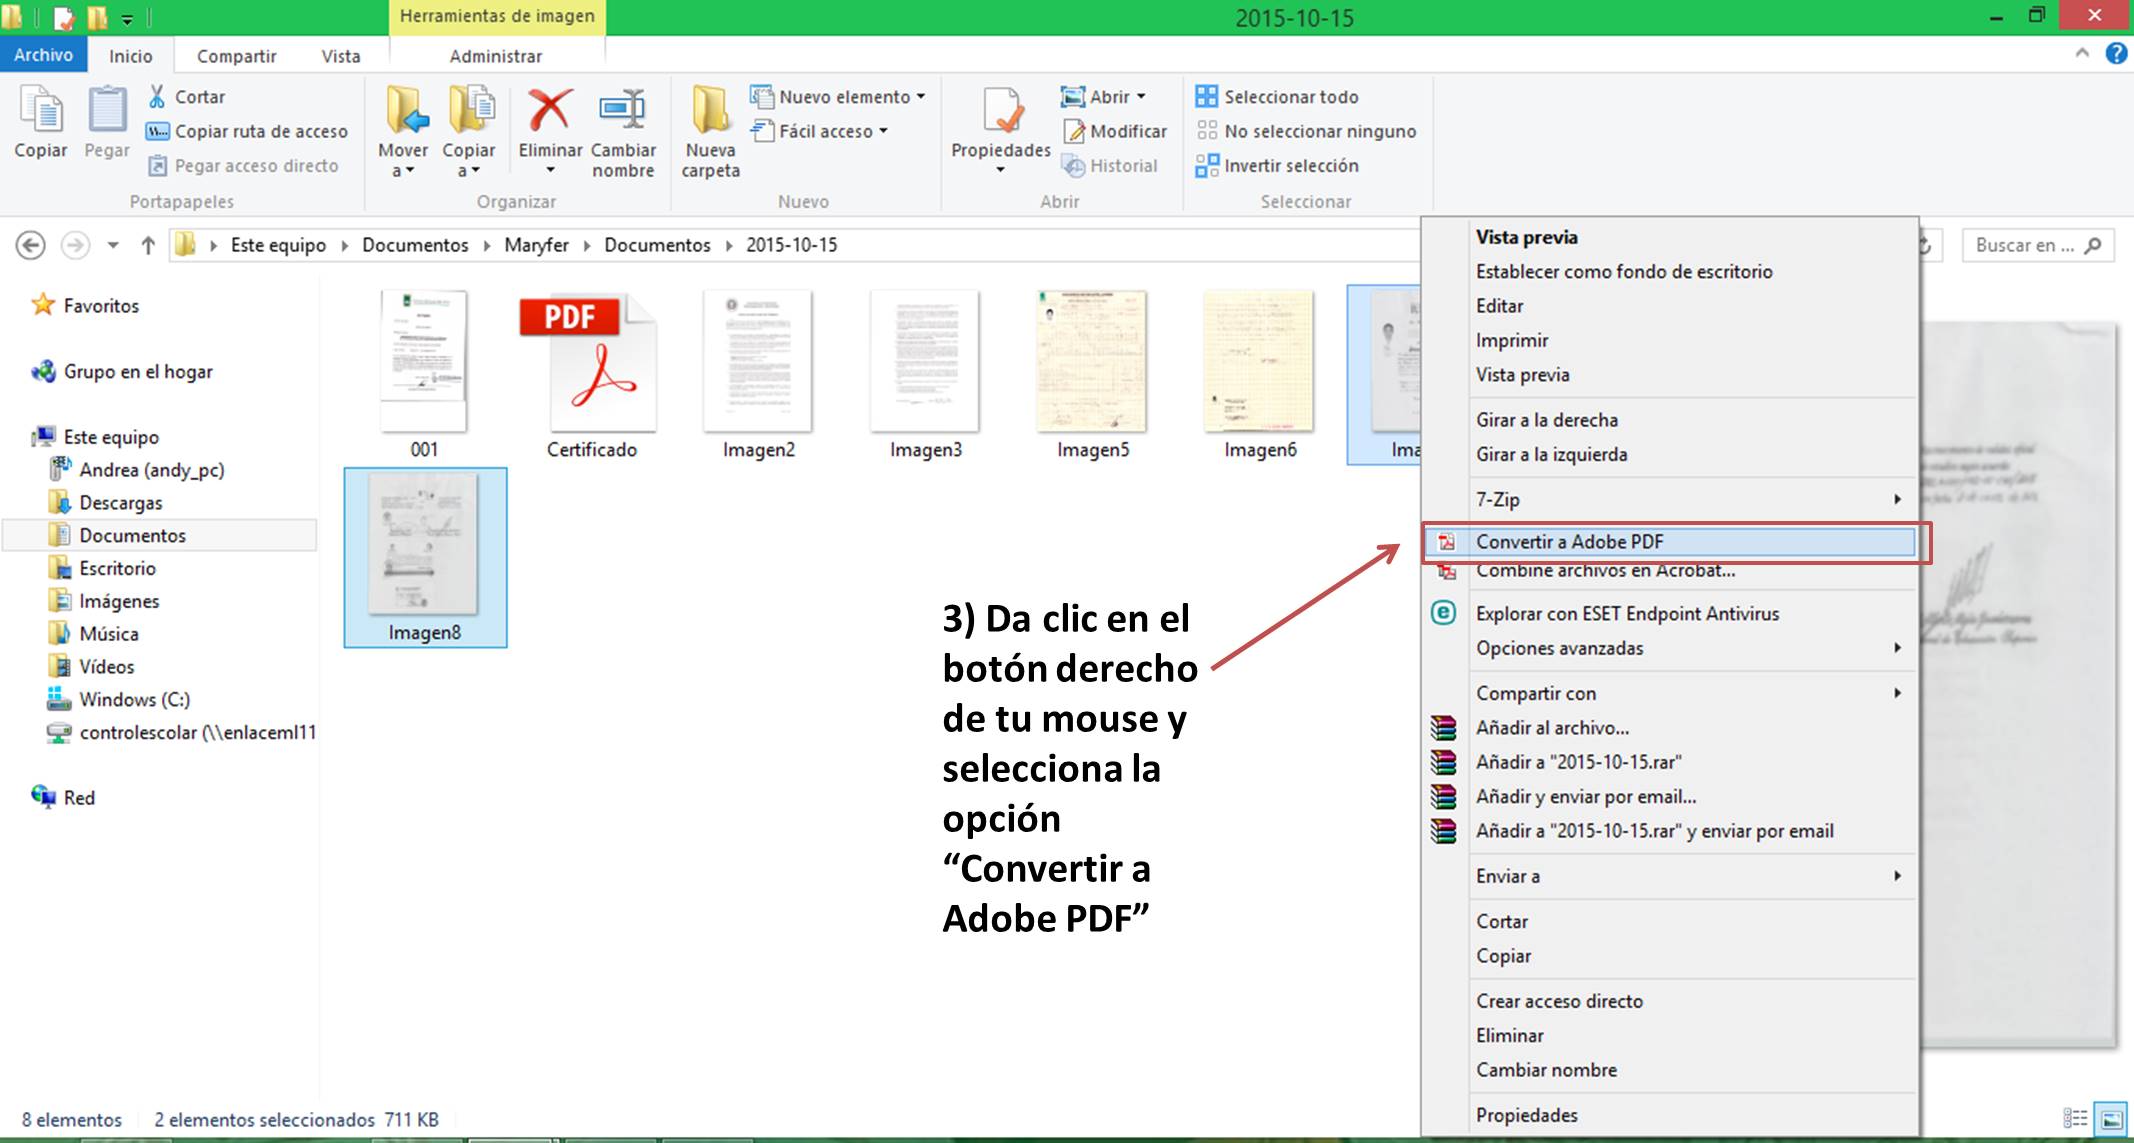 Herramientas de imagen
2015-10-15
Archivo
Inicio
Compartir
Vista
Administrar
Copiar
Pegar
Cortar
Copiar ruta de acceso
Pegar acceso directo
Portapapeles
Mover
a
Copiar
a
Eliminar
Cambiar
nombre
Organizar
Nueva
carpeta
Nuevo elemento
Fácil acceso
Nuevo
Propiedades
Abrir
Modificar
Historial
Abrir
Seleccionar todo
No seleccionar ninguno
Invertir selección
Seleccionar
Este equipo
Documentos
Maryfer
Documentos
2015-10-15
Buscar en ...
Favoritos
Grupo en el hogar
Este equipo
Andrea (andy_pc)
Descargas
Documentos
Escritorio
Imágenes
Música
Vídeos
Windows (C:)
controlescolar (\\enlaceml11
Red
001
PDF
Certificado
Imagen2
Imagen3
Imagen5
Imagen6
Ima
Imagen8
3) Da clic en el
botón derecho
de tu mouse y
selecciona la
opción
“Convertir a
Adobe PDF”
Vista previa
Establecer como fondo de escritorio
Editar
Imprimir
Vista previa
Girar a la derecha
Girar a la izquierda
7-Zip
Convertir a Adobe PDF
Combine archivos en Acrobat...
Explorar con ESET Endpoint Antivirus
Opciones avanzadas
Compartir con
Añadir al archivo...
Añadir a "2015-10-15.rar"
Añadir y enviar por email...
Añadir a "2015-10-15.rar" y enviar por email
Enviar a
Cortar
Copiar
Crear acceso directo
Eliminar
Cambiar nombre
Propiedades
8 elementos
2 elementos seleccionados 711 KB